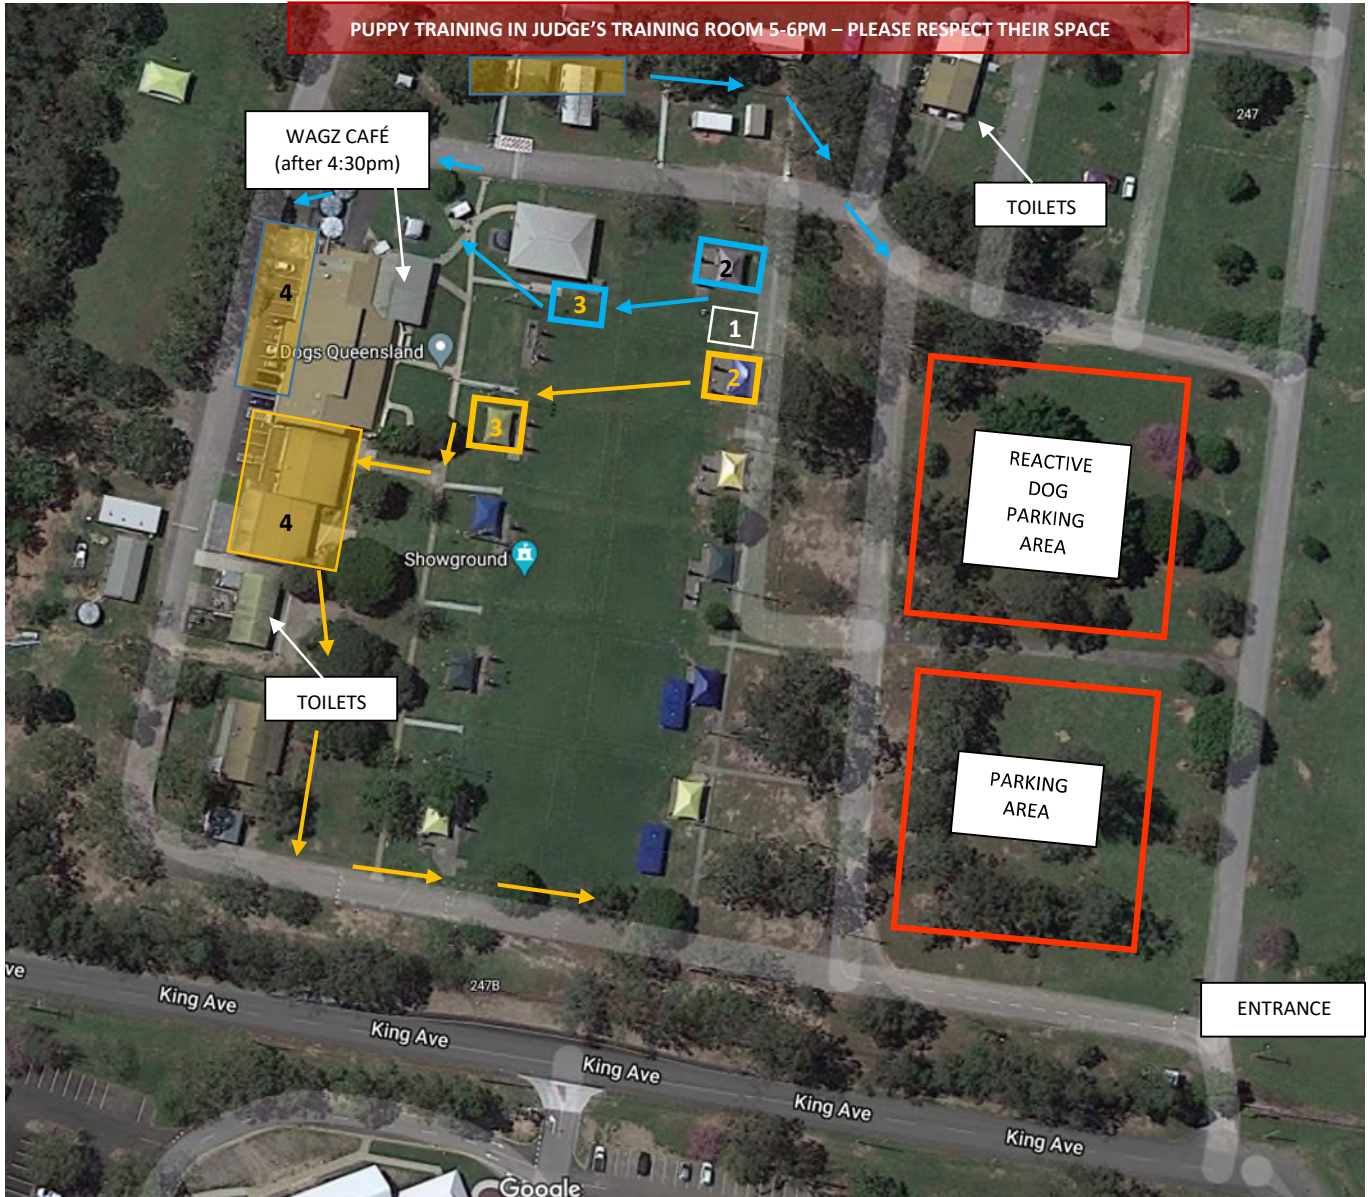 PUPPY TRAINING IN JUDGE'S TRAINING ROOM 5-6PM – PLEASE RESPECT THEIR SPACE
247
WAGZ CAFÉ
(after 4:30pm)
TOILETS
2
4
3
1
Dogs Queensland
2
3
REACTIVE
DOG
PARKING
AREA
4
Showground
TOILETS
PARKING
AREA
ve
King Ave
247B
ENTRANCE
King Ave
King Ave
King Ave
King Ave
Google